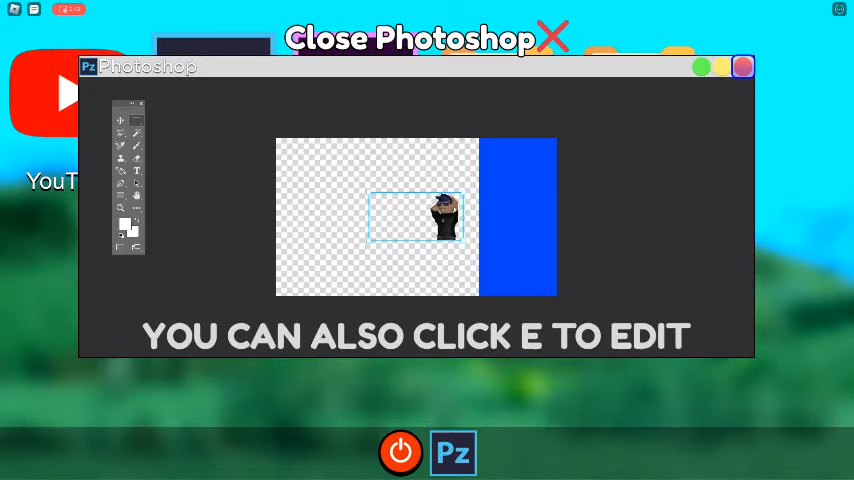 Close Photoshop❌
Pz Photoshop
YouT
T
YOU CAN ALSO CLICK E TO EDIT
Pz